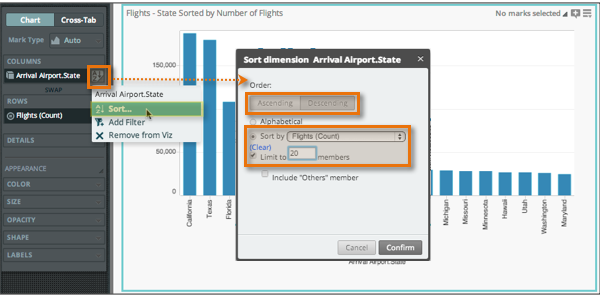 Chart Cross-Tab
Mark Type Auto
COLUMNS
Arrival Airport.State
SWAP
ROWS
Flights (Count)
DETAILS
APPEARANCE
COLOR
SIZE
OPACITY
SHAPE
LABELS
Arrival Airport.State
Sort...
Add Filter
Remove from Viz
Flights - State Sorted by Number of Flights
No marks selected
150,000
100,000
50,000
0
California
Texas
Florida
Michigan
Missouri
Minnesota
Hawaii
Utah
Washington
Maryland
Arrival Airport.State
Sort dimension Arrival Airport.State
Order:
Ascending Descending
Alphabetical
Sort by Flights (Count)
(Clear)
Limit to 20 members
Include "Others" member
Cancel Confirm